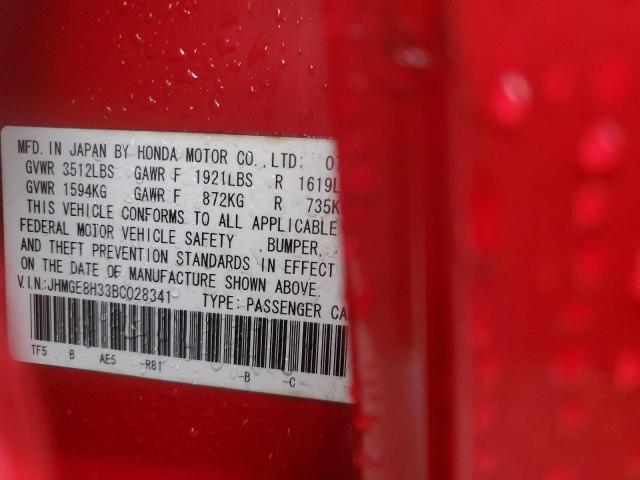 MFD. IN JAPAN BY HONDA MOTOR CO.,LTD: 07
GVWR 3512LBS GAWR F 1921LBS R 1619L
GVWR 1594KG GAWR F 872KG R 735K
THIS VEHICLE CONFORMS TO ALL APPLICABLE
FEDERAL MOTOR VEHICLE SAFETY ,BUMPER,
AND THEFT PREVENTION STANDARDS IN EFFECT
ON THE DATE OF MANUFACTURE SHOWN ABOVE.
V.I.N.:JHMGE8H33BC028341 TYPE: PASSENGER CA
TF5 B AE5 -R81 -B -C